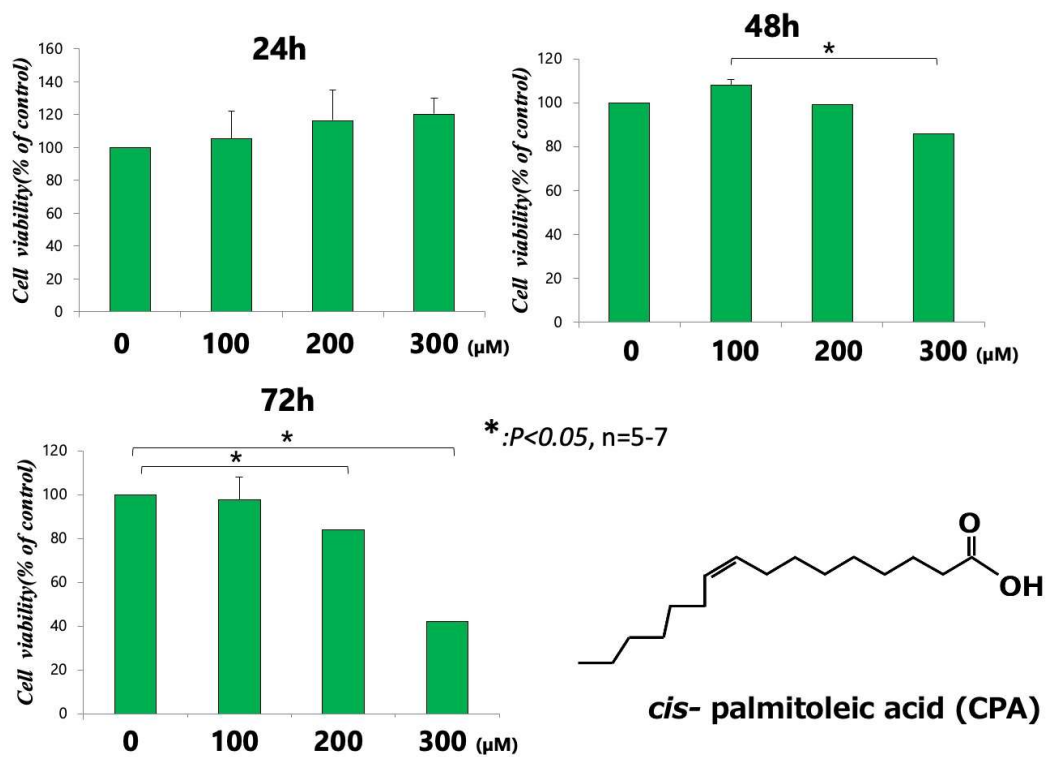 24h
Cell viability(% of control)
160
140
120
100
80
60
40
20
0
0 100 200 300 (μM)
48h
Cell viability(% of control)
*
120
100
80
60
40
20
0
0 100 200 300 (μM)
72h
Cell viability(% of control)
*
*
120
100
80
60
40
20
0
0 100 200 300 (μM)
*:P<0.05, n=5-7
O
OH
cis- palmitoleic acid (CPA)